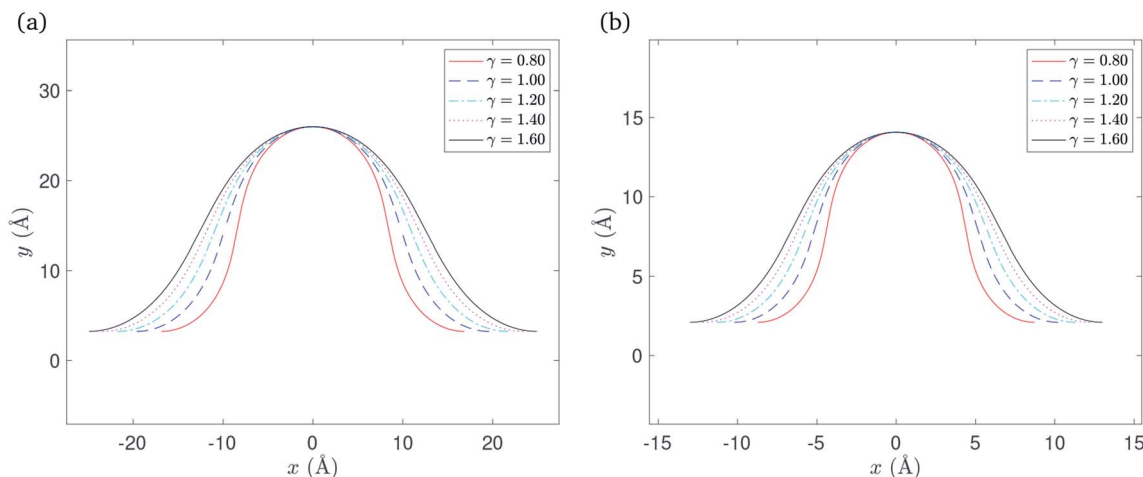 (a)
γ = 0.80
γ = 1.00
γ = 1.20
γ = 1.40
γ = 1.60
30
20
10
0
y (Å)
-20 -10 0 10 20
x (Å)
(b)
γ = 0.80
γ = 1.00
γ = 1.20
γ = 1.40
γ = 1.60
15
10
5
0
y (Å)
-15 -10 -5 0 5 10 15
x (Å)